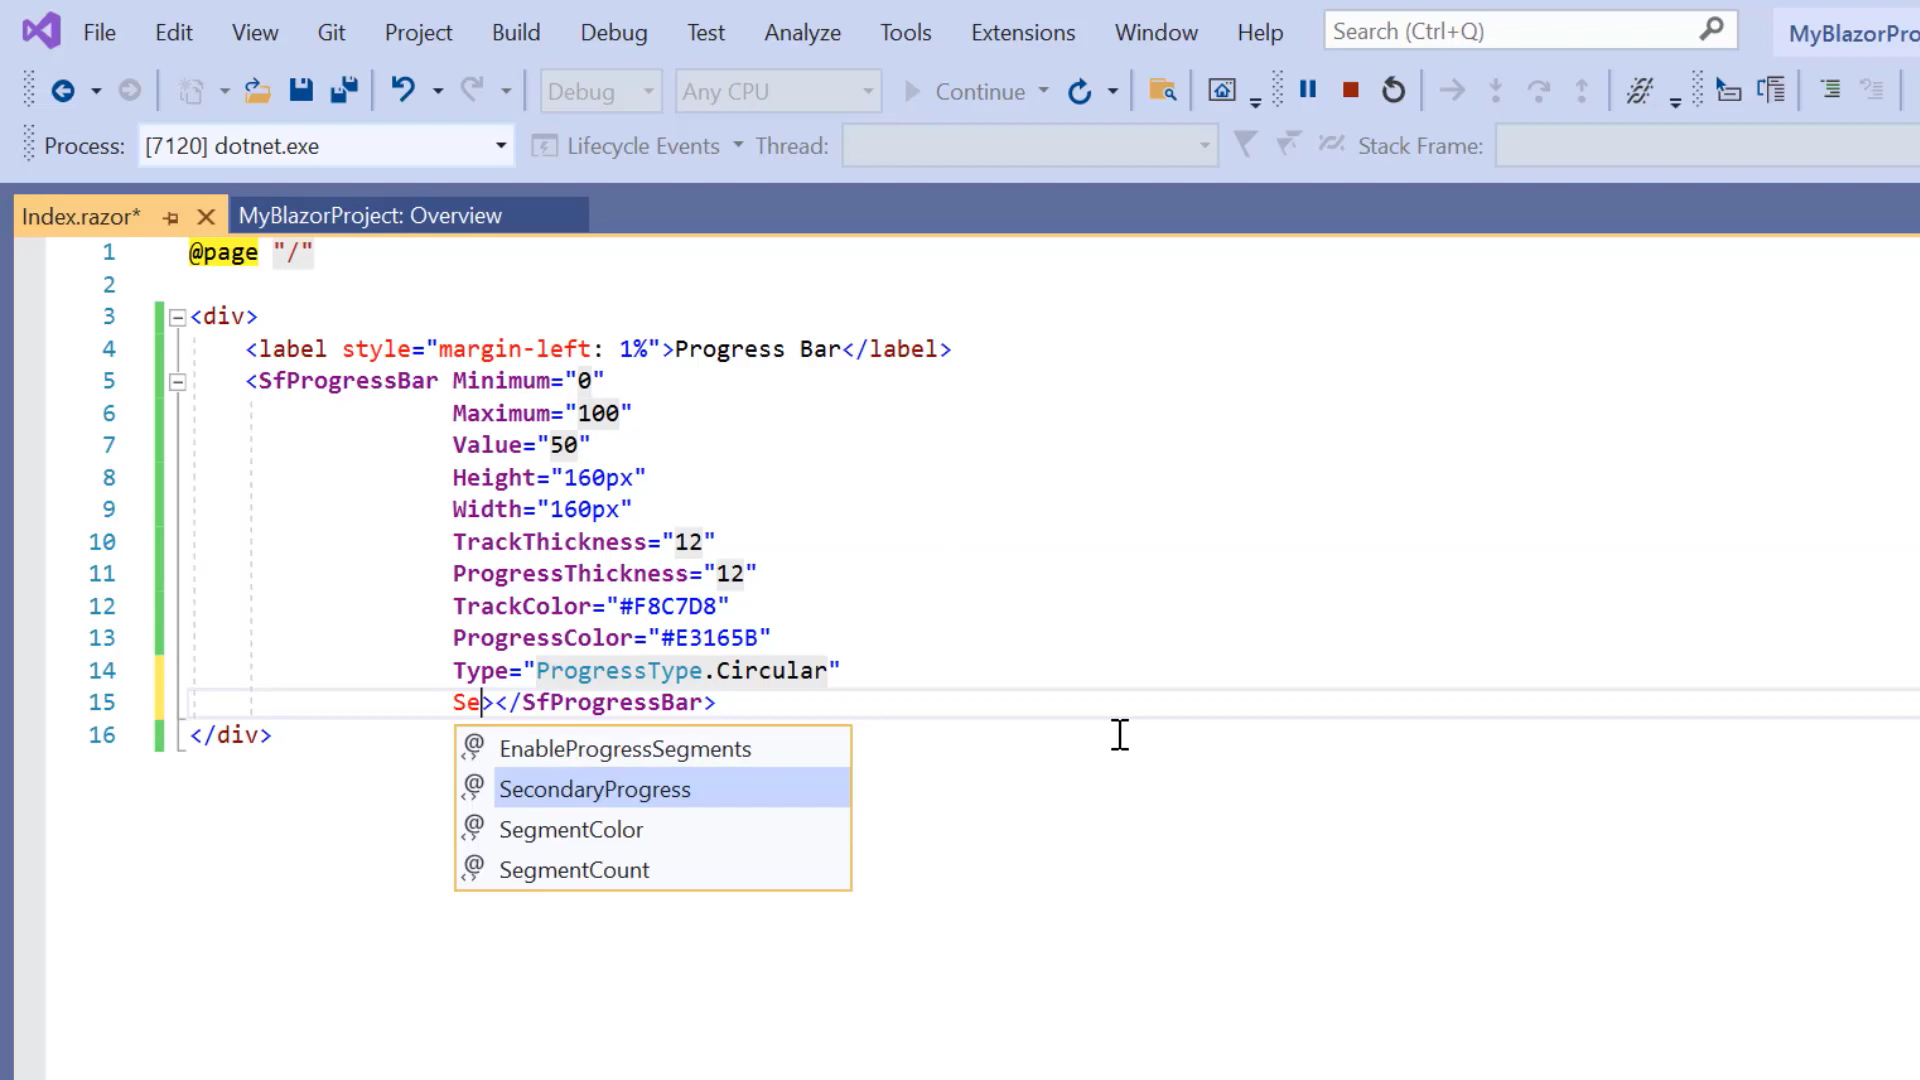 File Edit View Git Project Build Debug Test Analyze Tools Extensions Window Help Search (Ctrl+Q) MyBlazorPro
Debug Any CPU Continue
Process: [7120] dotnet.exe Lifecycle Events Thread: Stack Frame:
Index.razor* MyBlazorProject: Overview
1 @page "/"
2
3 <div>
4 <label style="margin-left: 1%">Progress Bar</label>
5 <SfProgressBar Minimum="0"
6 Maximum="100"
7 Value="50"
8 Height="160px"
9 Width="160px"
10 TrackThickness="12"
11 ProgressThickness="12"
12 TrackColor="#F8C7D8"
13 ProgressColor="#E3165B"
14 Type="ProgressType.Circular"
15 Se></SfProgressBar>
16 </div>
EnableProgressSegments
SecondaryProgress
SegmentColor
SegmentCount